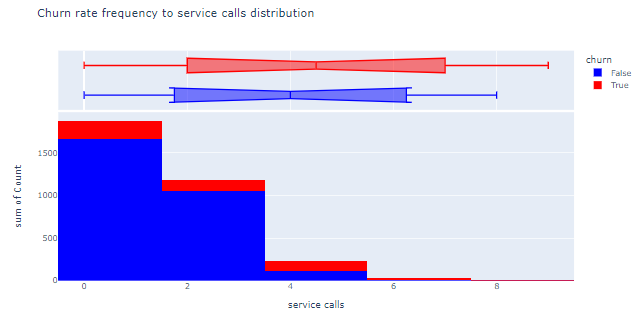 Churn rate frequency to service calls distribution
churn
False
True
1500
1000
500
0
sum of Count
0 2 4 6 8
service calls